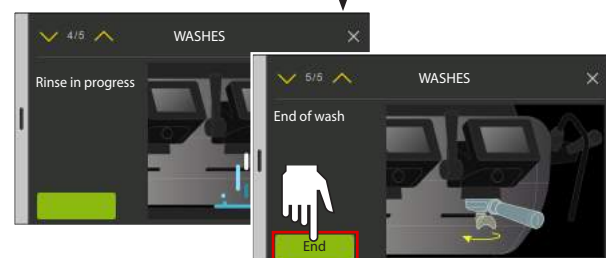 4/5 WASHES
Rinse in progress
5/5 WASHES
End of wash
End